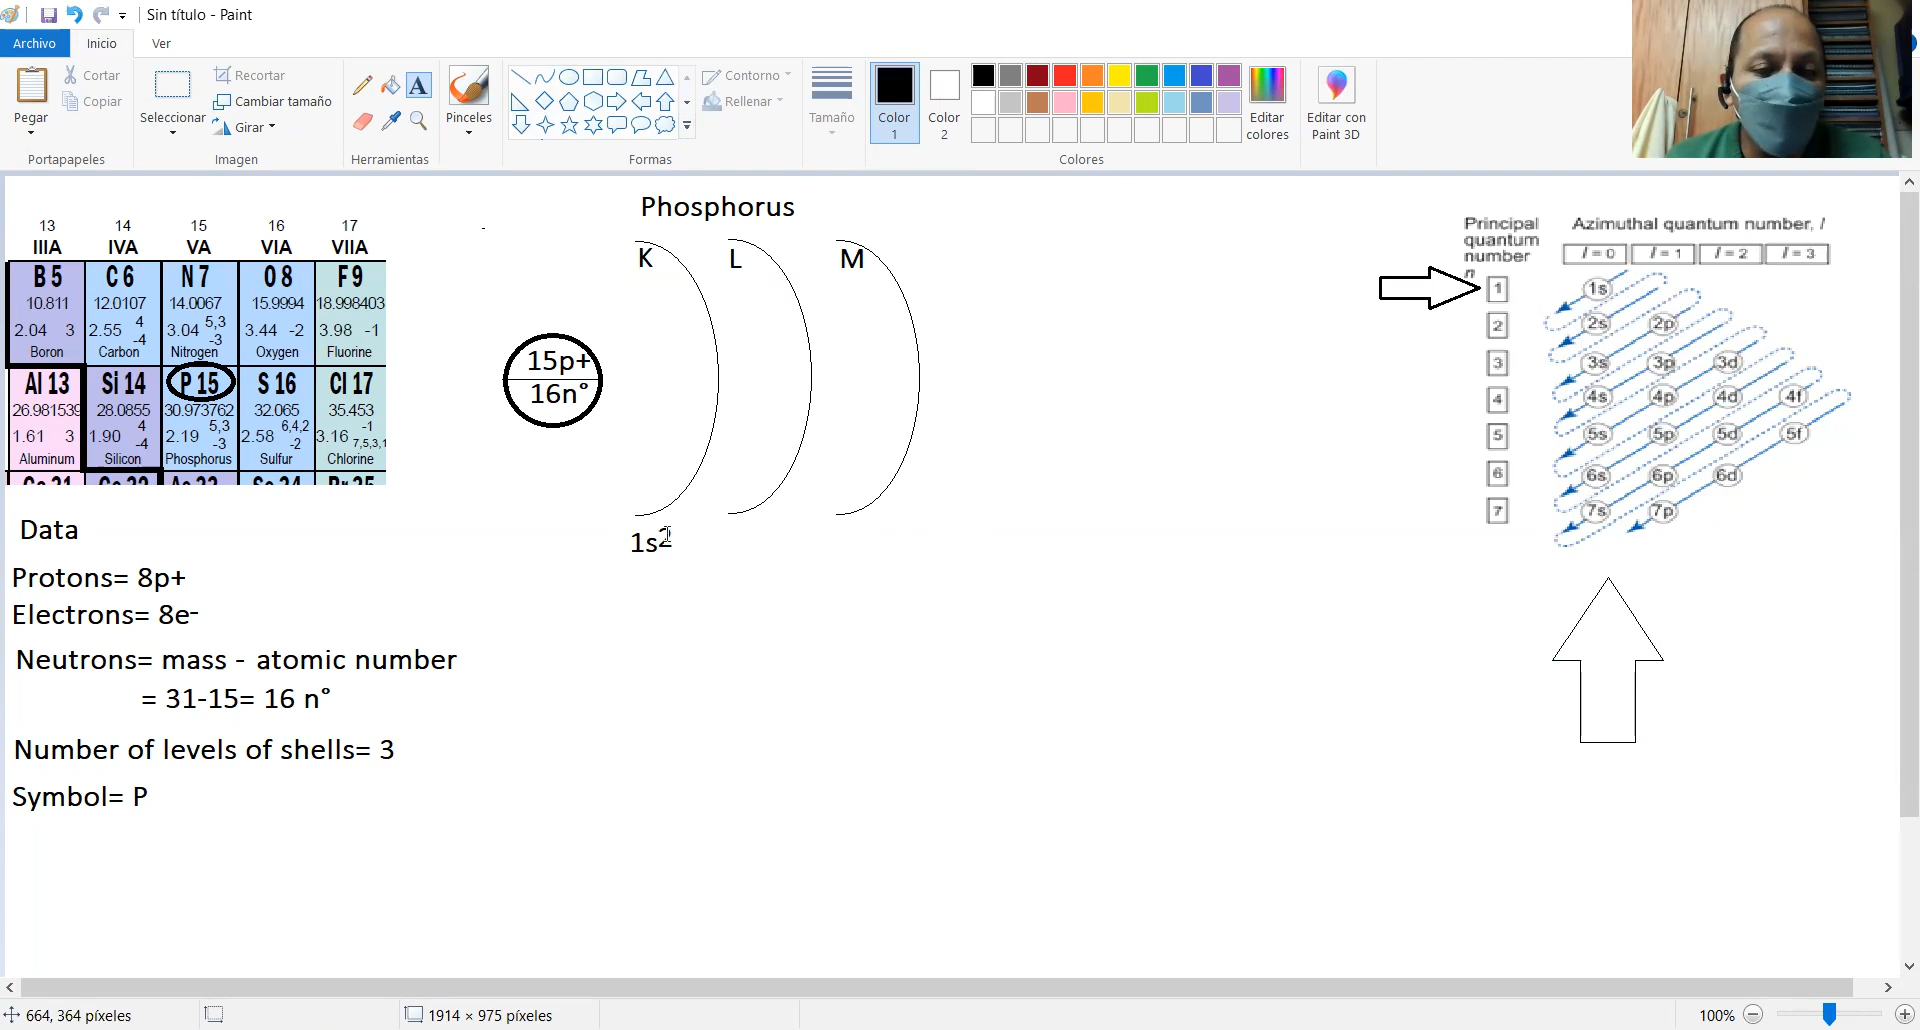 Sin título - Paint
Archivo Inicio Ver
Pegar
Cortar
Copiar
Portapapeles
Seleccionar
Recortar
Cambiar tamaño
Girar
Imagen
A
Herramientas
Pinceles
Contorno
Rellenar
Formas
Tamaño
Color 1
Color 2
Editar colores
Colores
Editar con Paint 3D
13 14 15 16 17
IIIA IVA VA VIA VIIA
B 5 C 6 N 7 O 8 F 9
10.811 12.0107 14.0067 15.9994 18.998403
2.04 3 2.55 4 -4 3.04 5,3 -3 3.44 -2 3.98 -1
Boron Carbon Nitrogen Oxygen Fluorine
Al 13 Si 14 P 15 S 16 Cl 17
26.981539 28.0855 30.973762 32.065 35.453
1.61 3 1.90 4 -4 2.19 5,3 -3 2.58 6,4,2 -2 3.16 -1 7,5,3,1
Aluminum Silicon Phosphorus Sulfur Chlorine
Phosphorus
K L M
15p+
16n°
1s2
Data
Protons= 8p+
Electrons= 8e-
Neutrons= mass - atomic number
= 31-15= 16 n°
Number of levels of shells= 3
Symbol= P
Principal quantum number n
Azimuthal quantum number, l
l = 0 l = 1 l = 2 l = 3
1 1s
2 2s 2p
3 3s 3p 3d
4 4s 4p 4d 4f
5 5s 5p 5d 5f
6 6s 6p 6d
7 7s 7p
664, 364 píxeles
1914 × 975 píxeles
100%